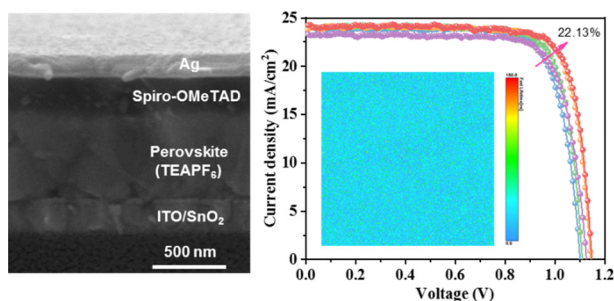 Ag
Spiro-OMeTAD
Perovskite
(TEAPF₆)
ITO/SnO₂
500 nm
Current density (mA/cm²)
25
20
15
10
5
0
22.13%
0.0 0.2 0.4 0.6 0.8 1.0 1.2
Voltage (V)